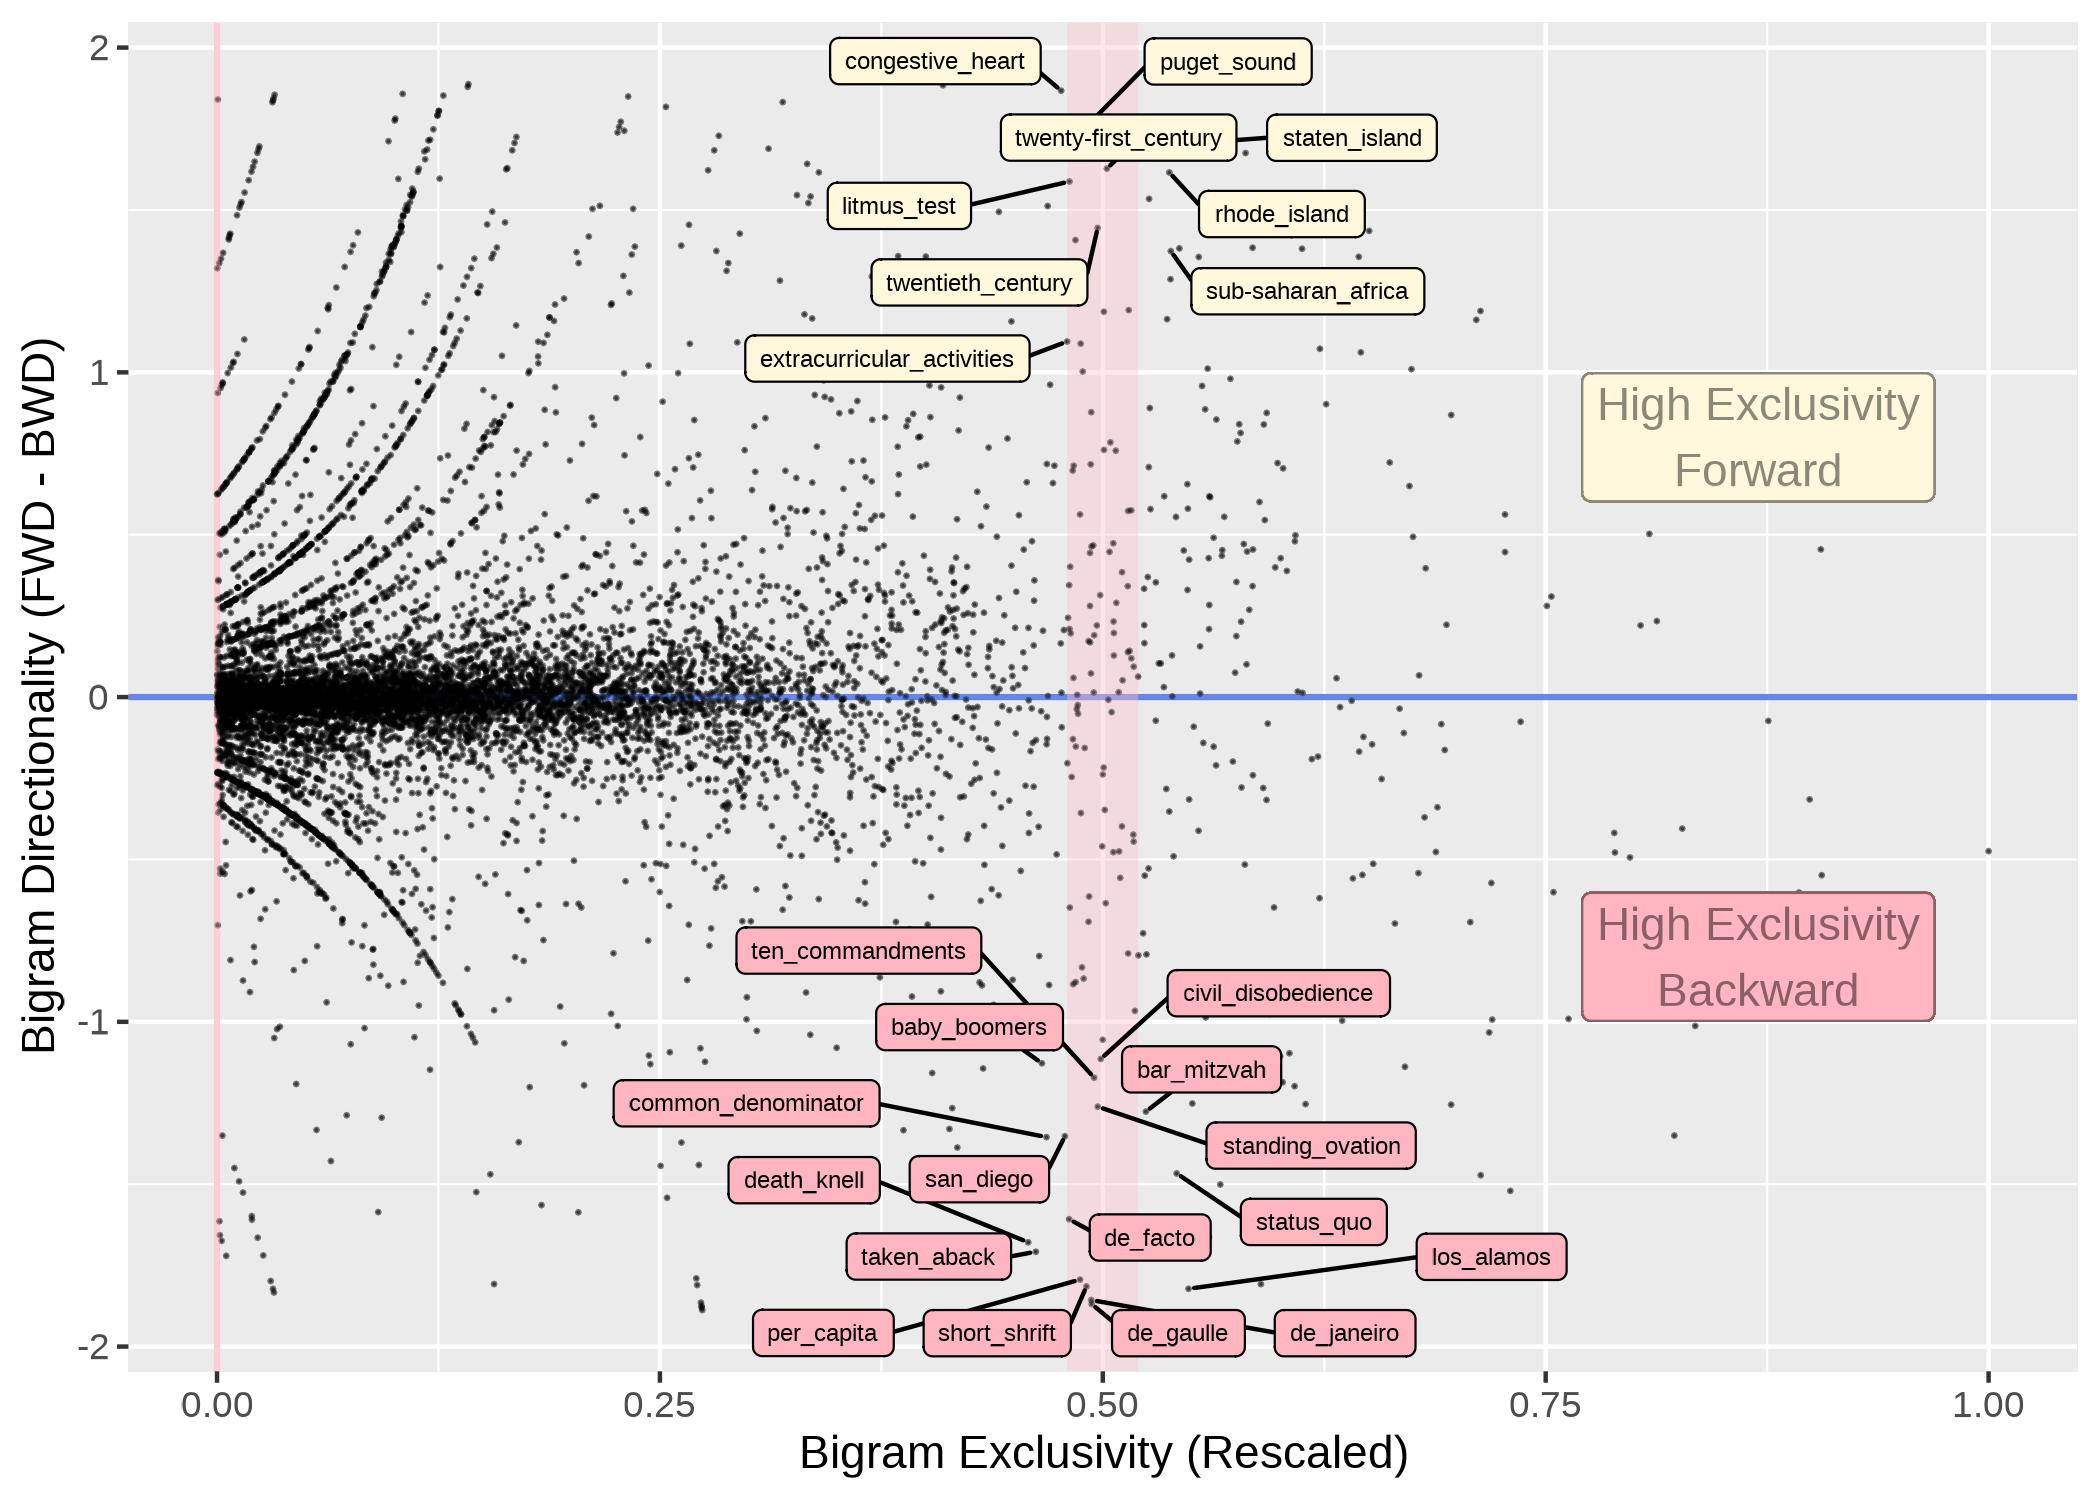 2
congestive_heart
puget_sound
twenty-first_century
staten_island
litmus_test
rhode_island
twentieth_century
sub-saharan_africa
extracurricular_activities
1
High Exclusivity
Forward
Bigram Directionality (FWD - BWD)
0
High Exclusivity
Backward
ten_commandments
civil_disobedience
baby_boomers
-1
bar_mitzvah
common_denominator
standing_ovation
death_knell
san_diego
status_quo
de_facto
taken_aback
los_alamos
per_capita
short_shrift
de_gaulle
de_janeiro
-2
0.00
0.25
0.50
0.75
1.00
Bigram Exclusivity (Rescaled)